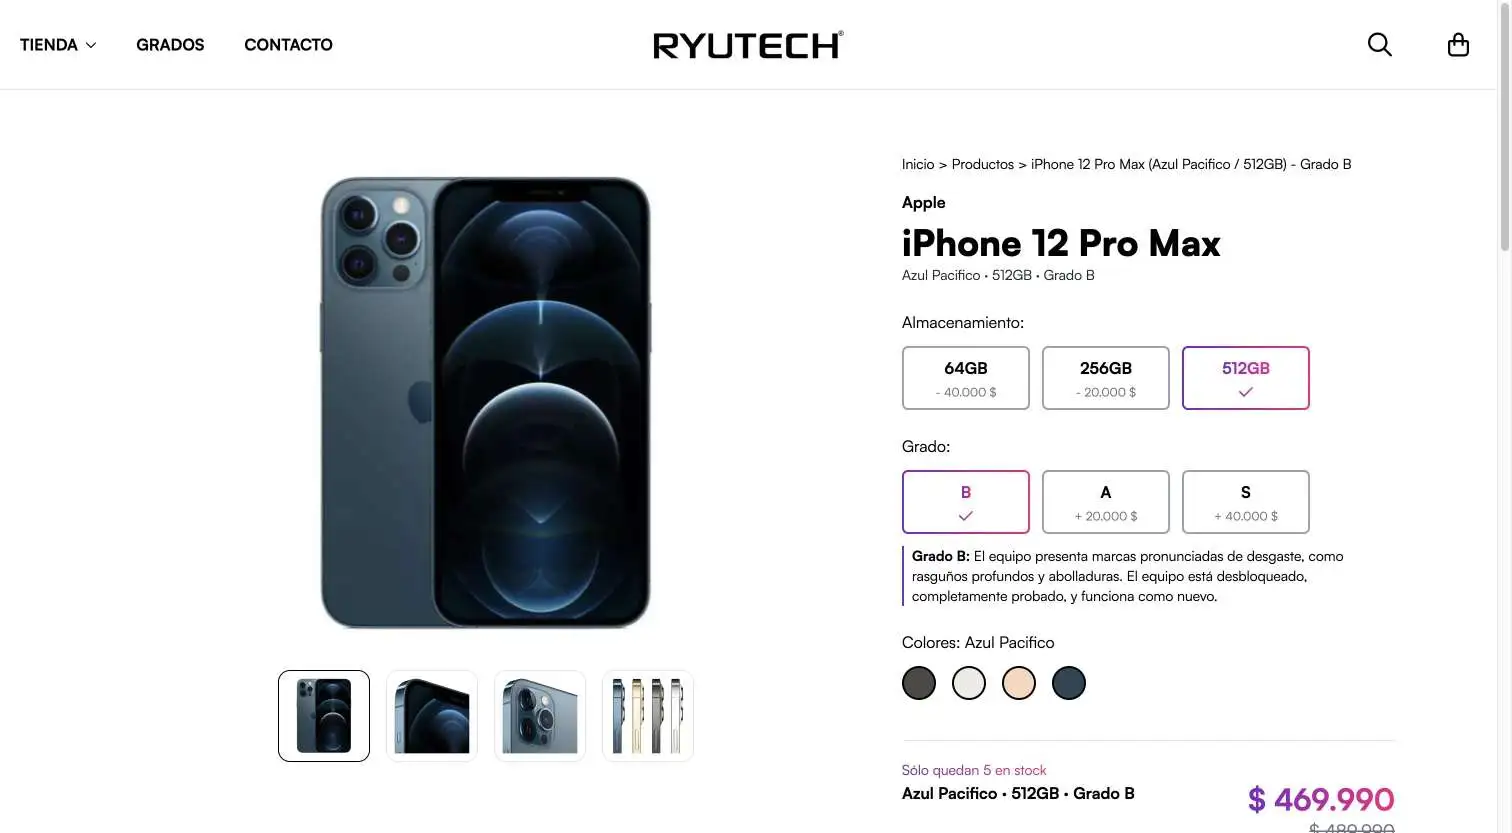 TIENDA
GRADOS
CONTACTO
RYUTECH®
Inicio > Productos > iPhone 12 Pro Max (Azul Pacifico / 512GB) - Grado B
Apple
iPhone 12 Pro Max
Azul Pacifico • 512GB • Grado B
Almacenamiento:
64GB
- 40.000 $
256GB
- 20.000 $
512GB
Grado:
B
A
+ 20.000 $
S
+ 40.000 $
Grado B: El equipo presenta marcas pronunciadas de desgaste, como
rasguños profundos y abolladuras. El equipo está desbloqueado,
completamente probado, y funciona como nuevo.
Colores: Azul Pacifico
Sólo quedan 5 en stock
Azul Pacifico • 512GB • Grado B
$ 469.990
$ 489.990